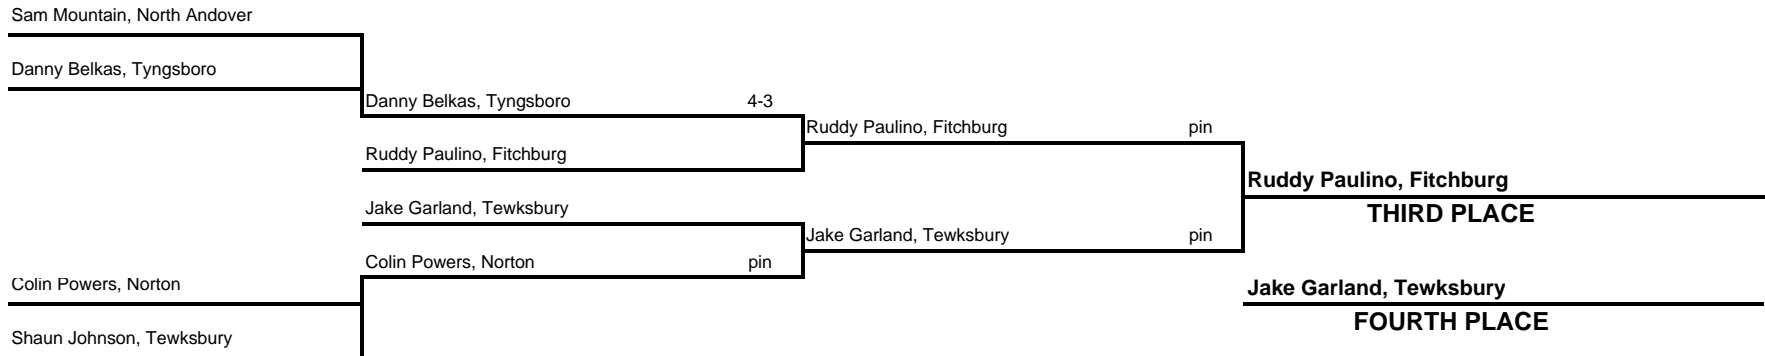 Sam Mountain, North Andover
Danny Belkas, Tyngsboro
Danny Belkas, Tyngsboro 4-3
Ruddy Paulino, Fitchburg pin
Ruddy Paulino, Fitchburg
Ruddy Paulino, Fitchburg
Jake Garland, Tewksbury
THIRD PLACE
Jake Garland, Tewksbury pin
Colin Powers, Norton pin
Colin Powers, Norton
Jake Garland, Tewksbury
FOURTH PLACE
Shaun Johnson, Tewksbury